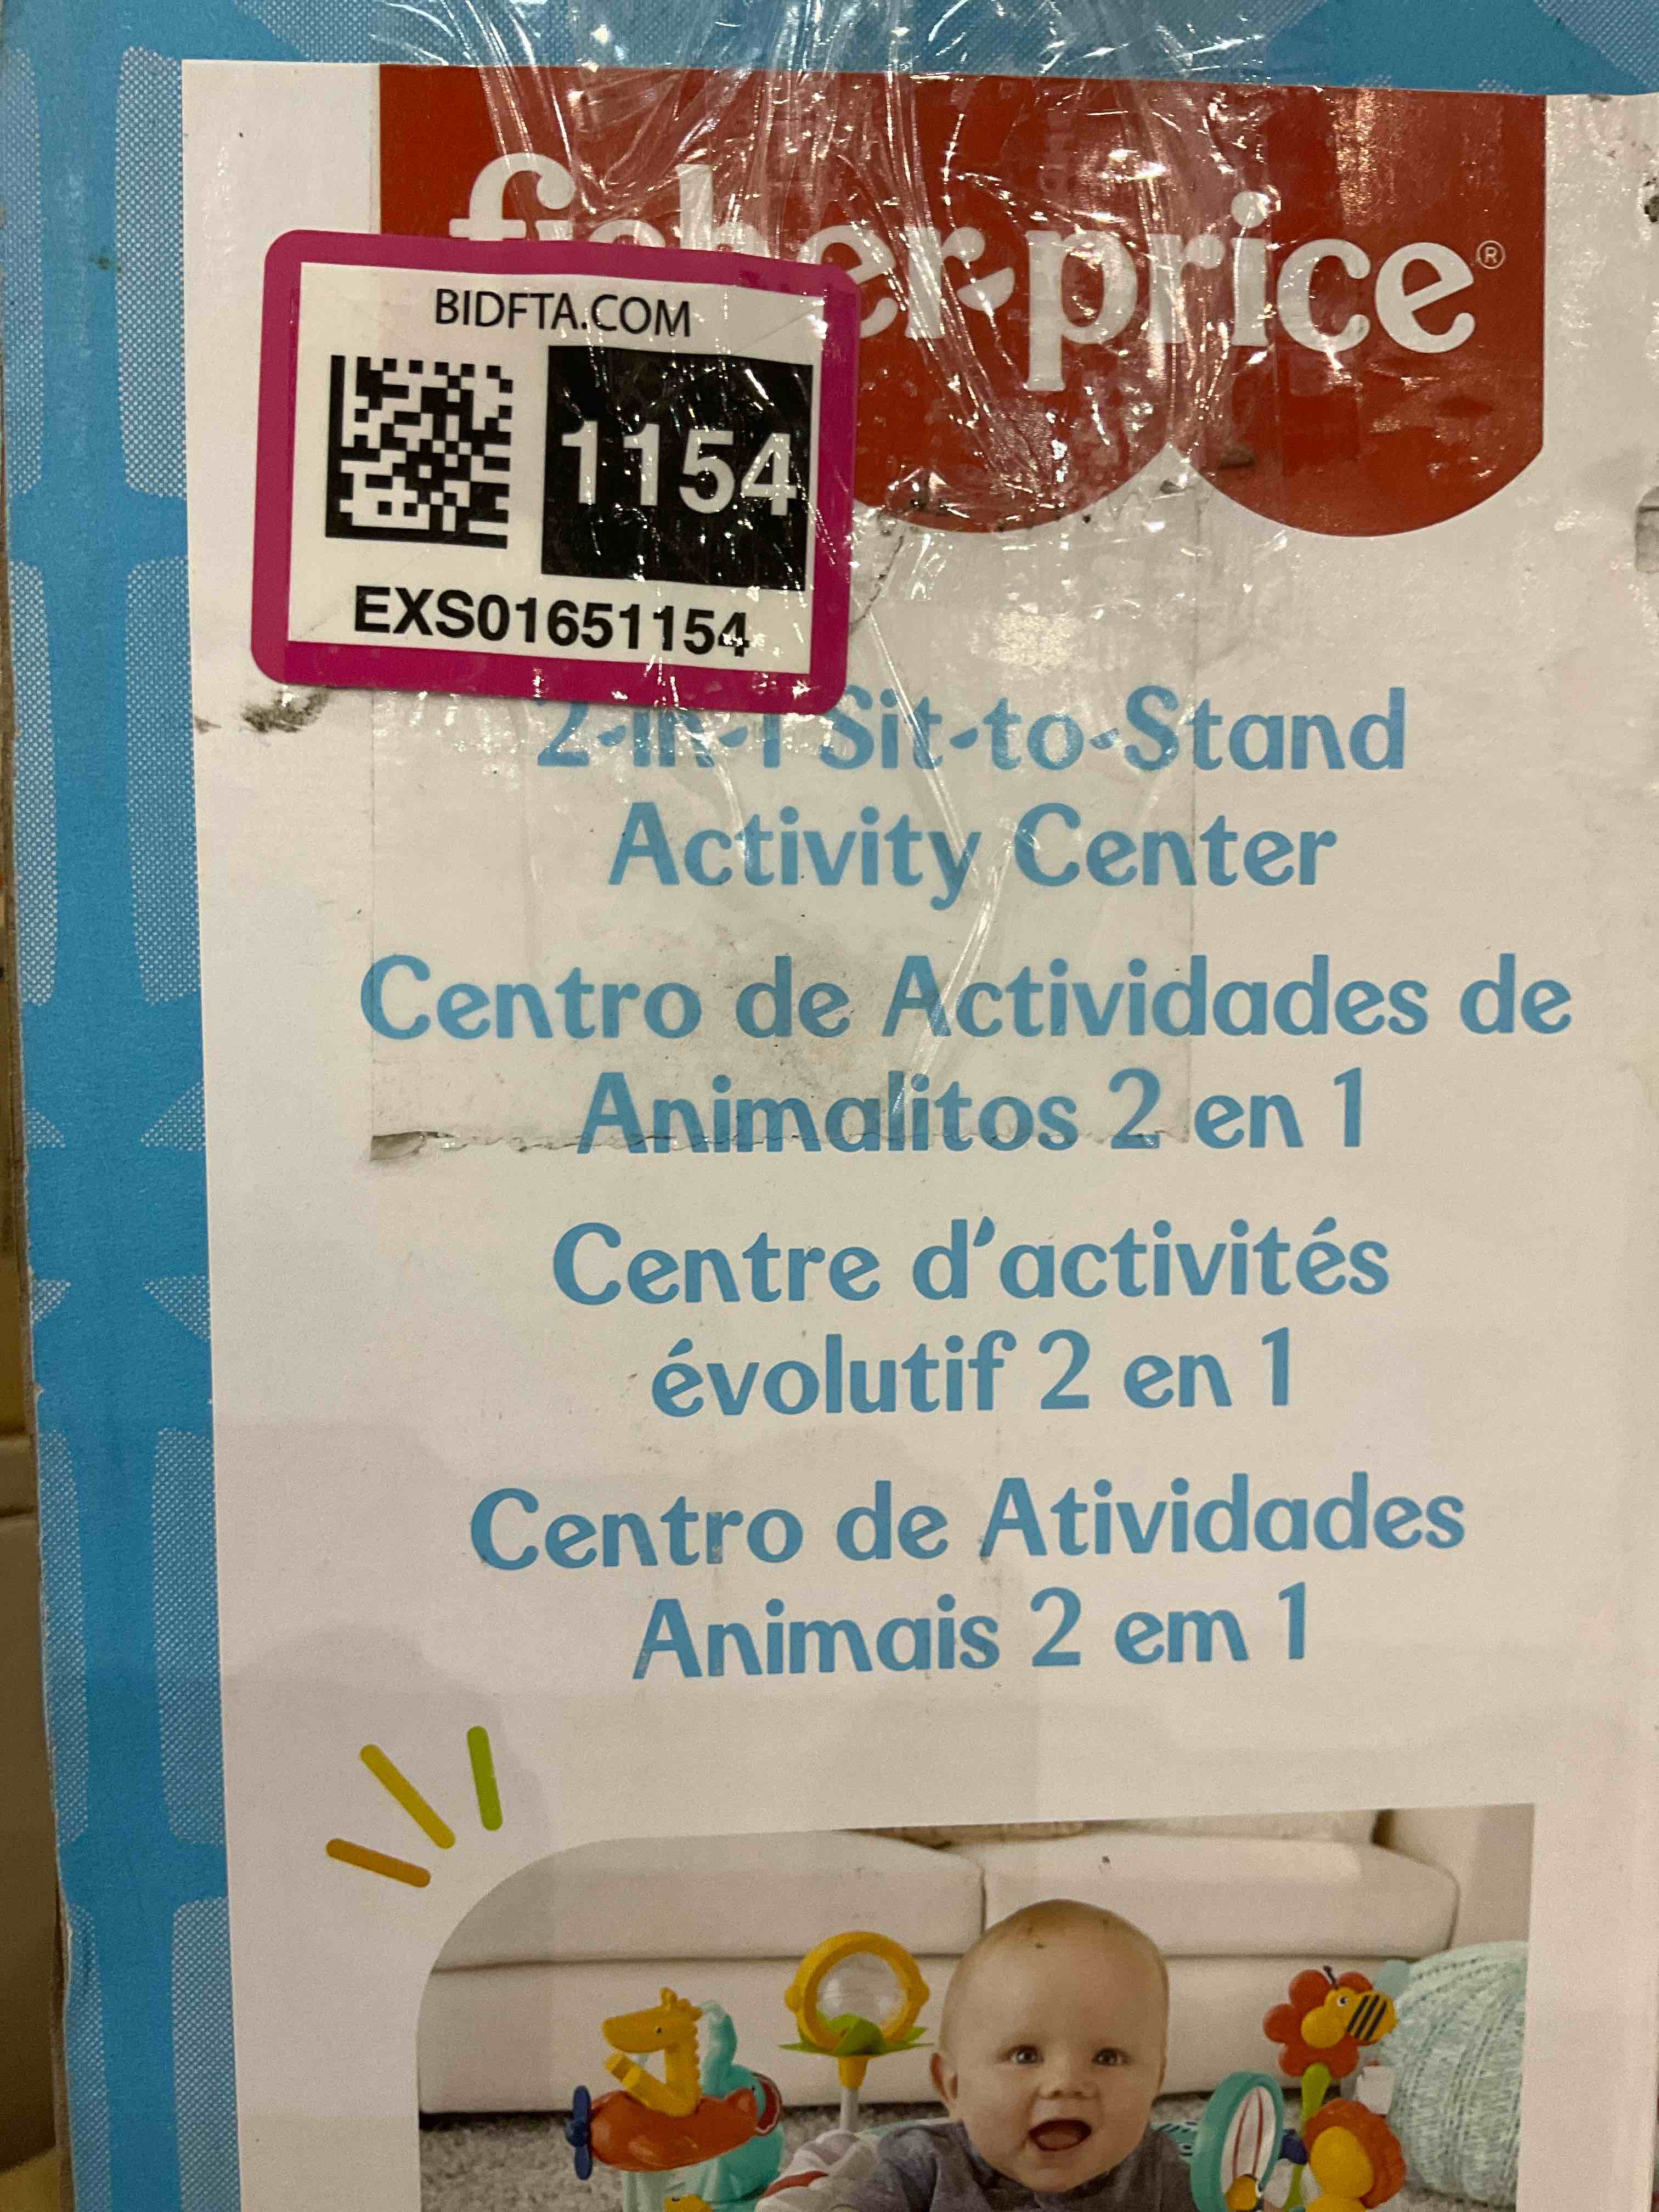 fisher-price®
BIDFTA.COM
1154
EXS01651154
2-in-1 Sit-to-Stand
Activity Center
Centro de Actividades de
Animalitos 2 en 1
Centre d'activités
évolutif 2 en 1
Centro de Atividades
Animais 2 em 1